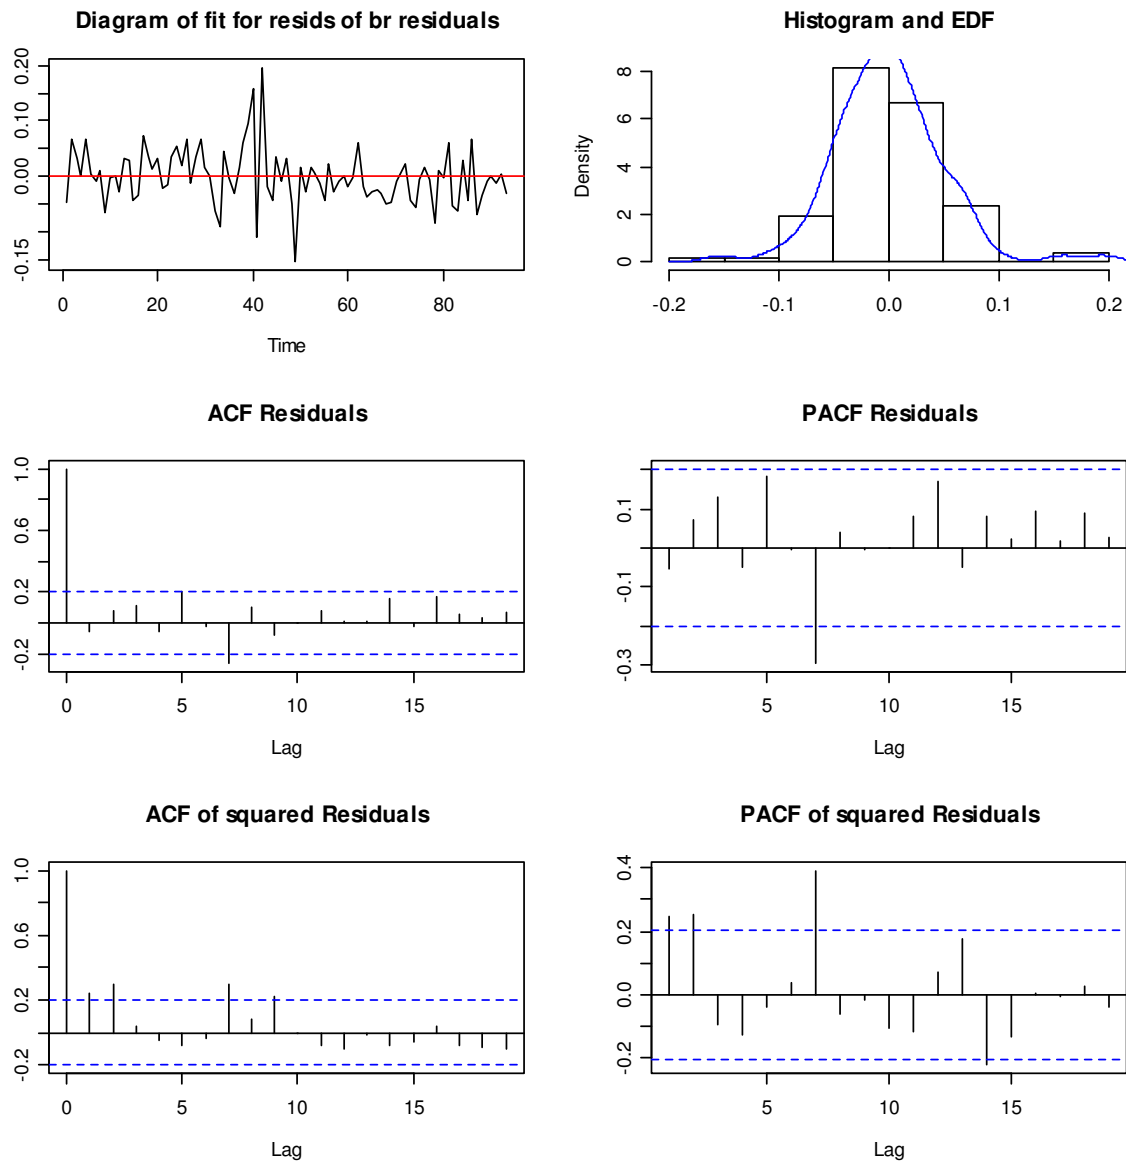 Diagram of fit for resids of br residuals
0.20
0.10
0.00
-0.15
0 20 40 60 80
Time
Histogram and EDF
Density
8
6
4
2
0
-0.2 -0.1 0.0 0.1 0.2
ACF Residuals
1.0
0.6
0.2
-0.2
0 5 10 15
Lag
PACF Residuals
0.1
-0.1
-0.3
5 10 15
Lag
ACF of squared Residuals
1.0
0.6
0.2
-0.2
0 5 10 15
Lag
PACF of squared Residuals
0.4
0.2
0.0
-0.2
5 10 15
Lag